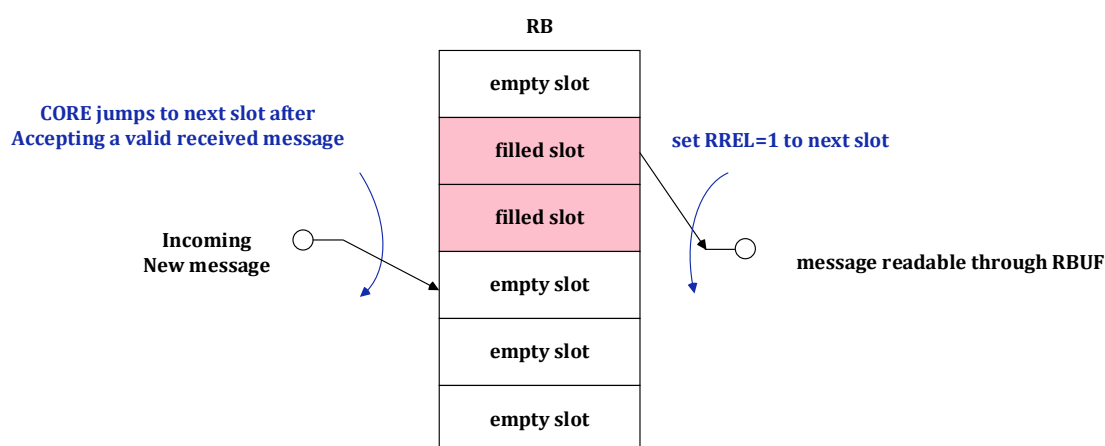 RB
empty slot
CORE jumps to next slot after
Accepting a valid received message
filled slot
set RREL=1 to next slot
filled slot
Incoming
New message
empty slot
message readable through RBUF
empty slot
empty slot